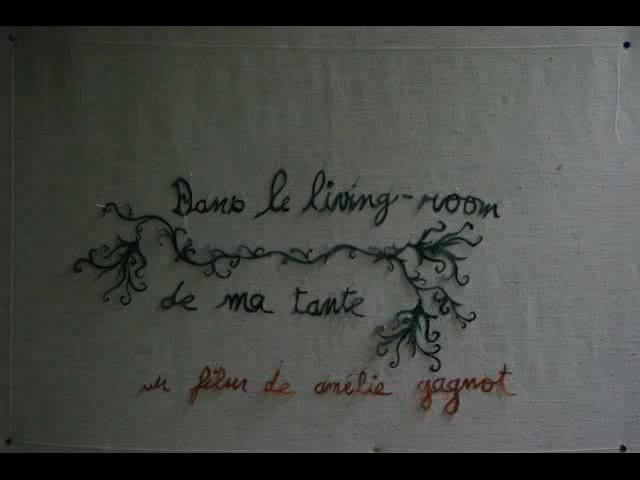 Dans le living-room
de ma tante
un film de amélie gagnot